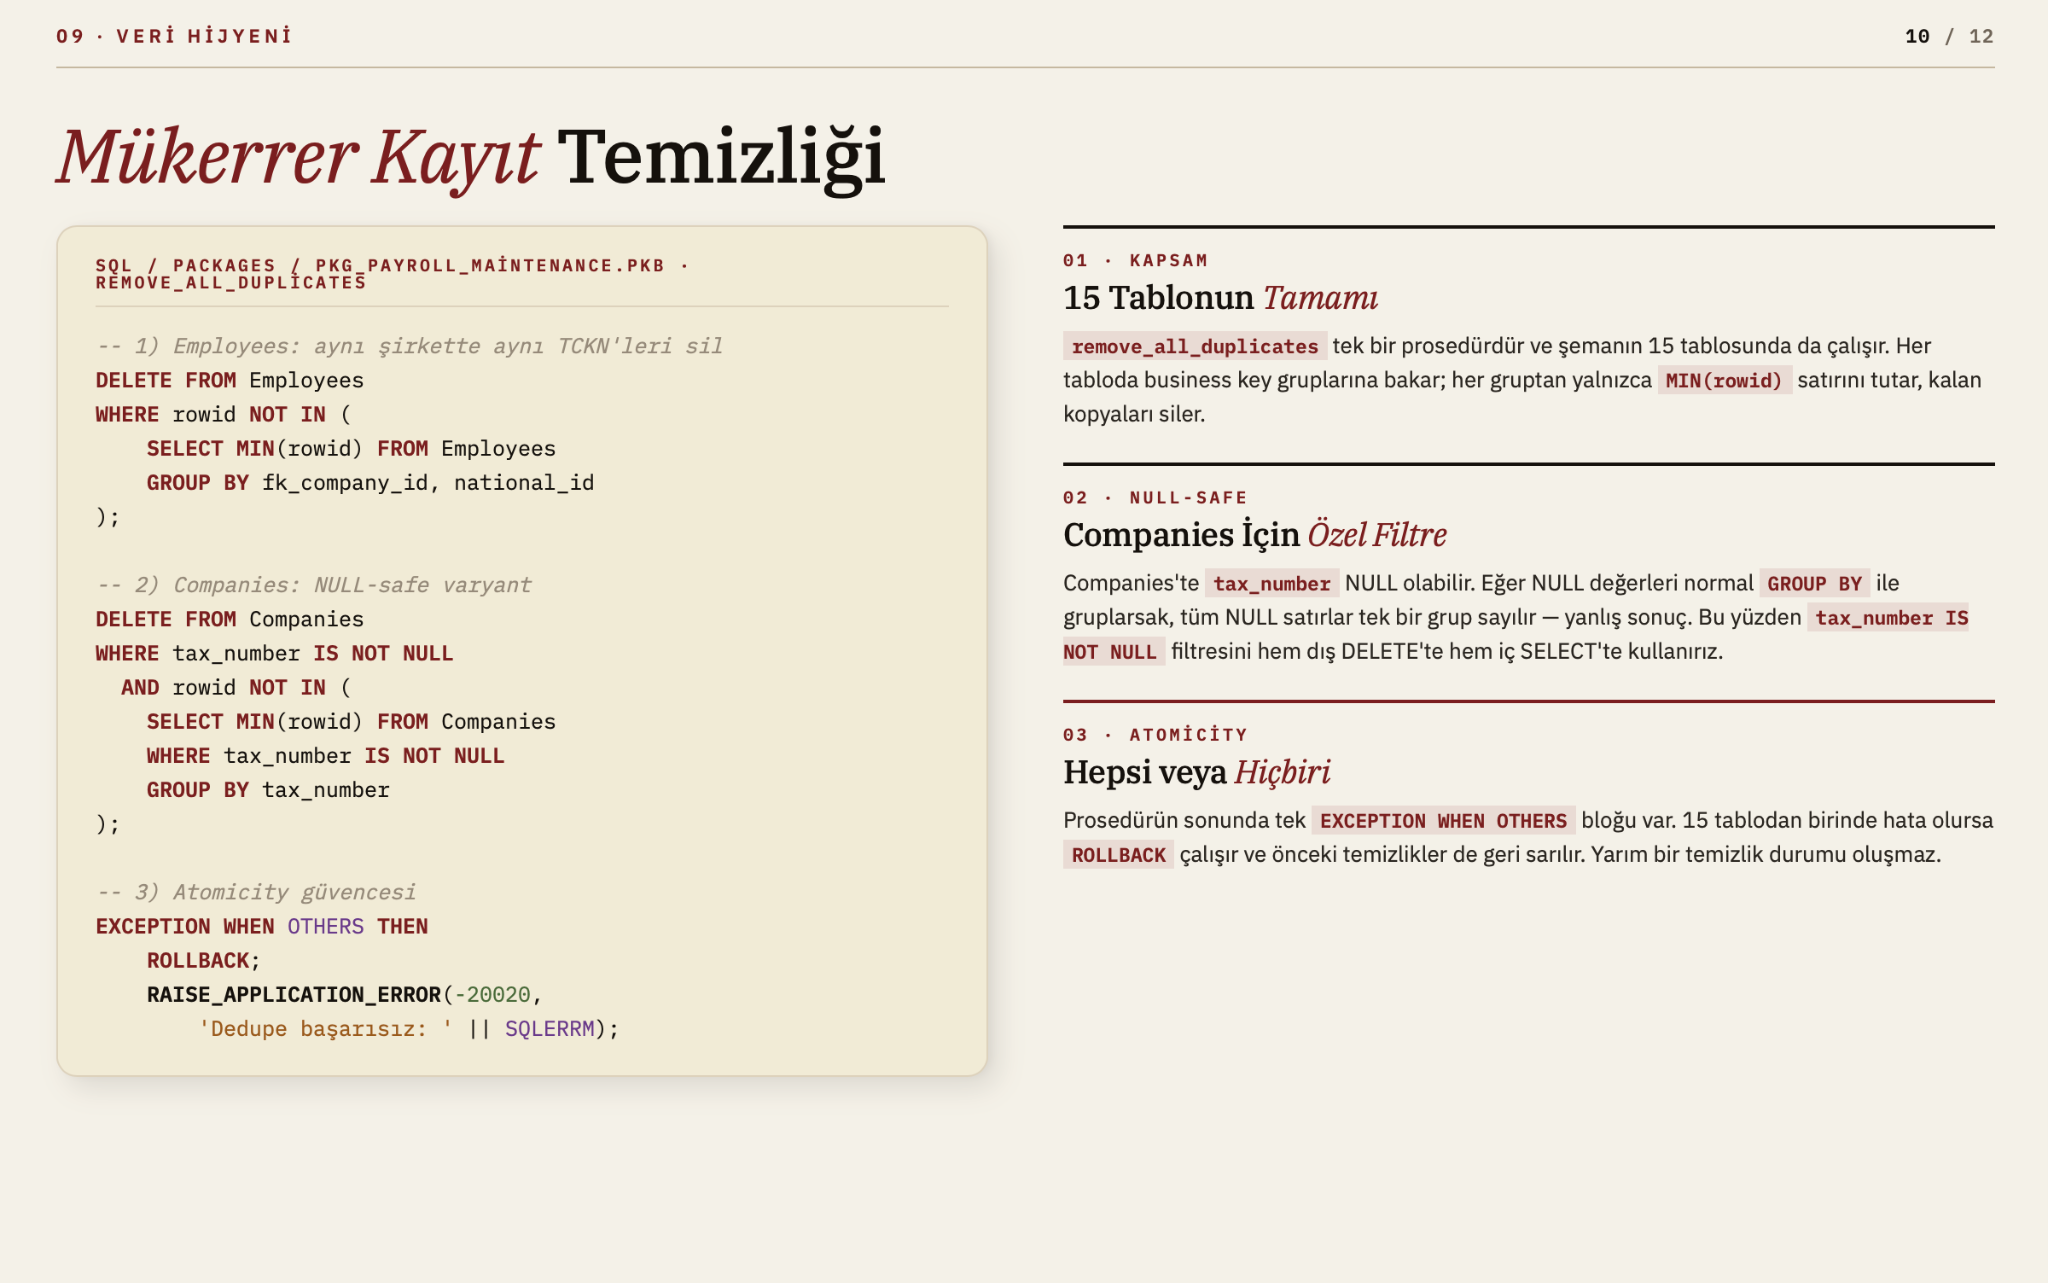 09 · VERİ HİJYENİ
10 / 12
Mükerrer Kayıt Temizliği
SQL / PACKAGES / PKG_PAYROLL_MAİNTENANCE.PKB ·
REMOVE_ALL_DUPLİCATES
-- 1) Employees: aynı şirkette aynı TCKN'leri sil
DELETE FROM Employees
WHERE rowid NOT IN (
    SELECT MIN(rowid) FROM Employees
    GROUP BY fk_company_id, national_id
);
-- 2) Companies: NULL-safe varyant
DELETE FROM Companies
WHERE tax_number IS NOT NULL
  AND rowid NOT IN (
    SELECT MIN(rowid) FROM Companies
    WHERE tax_number IS NOT NULL
    GROUP BY tax_number
);
-- 3) Atomicity güvencesi
EXCEPTION WHEN OTHERS THEN
    ROLLBACK;
    RAISE_APPLICATION_ERROR(-20020,
        'Dedupe başarısız: ' || SQLERRM);
01 · KAPSAM
15 Tablonun Tamamı
remove_all_duplicates tek bir prosedürdür ve şemanın 15 tablosunda da çalışır. Her
tabloda business key gruplarına bakar; her gruptan yalnızca MIN(rowid) satırını tutar, kalan
kopyaları siler.
02 · NULL-SAFE
Companies İçin Özel Filtre
Companies'te tax_number NULL olabilir. Eğer NULL değerleri normal GROUP BY ile
gruplarsak, tüm NULL satırlar tek bir grup sayılır — yanlış sonuç. Bu yüzden tax_number IS
NOT NULL filtresini hem dış DELETE'te hem iç SELECT'te kullanırız.
03 · ATOMİCİTY
Hepsi veya Hiçbiri
Prosedürün sonunda tek EXCEPTION WHEN OTHERS bloğu var. 15 tablodan birinde hata olursa
ROLLBACK çalışır ve önceki temizlikler de geri sarılır. Yarım bir temizlik durumu oluşmaz.